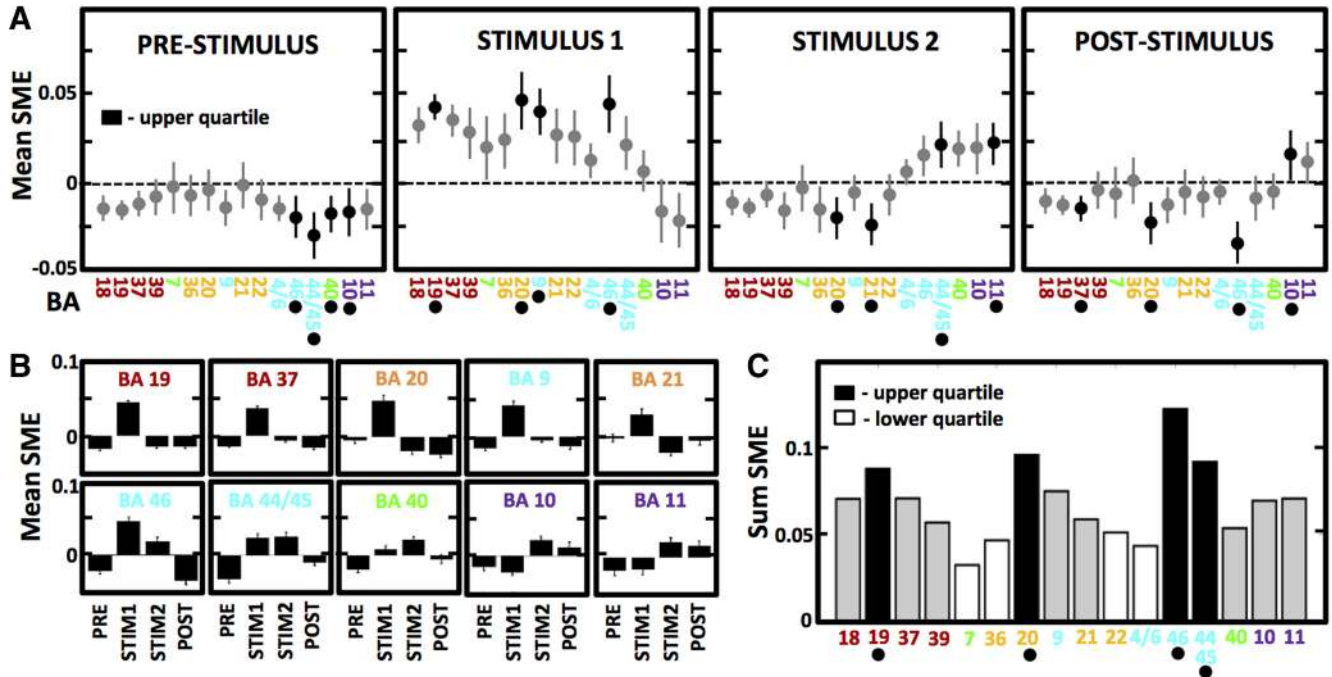 A
PRE-STIMULUS
STIMULUS 1
STIMULUS 2
POST-STIMULUS
Mean SME
0.05
0
-0.05
- upper quartile
BA
18 19 37 39 7 36 20 9 21 22 4/6 46 44/45 40 10 11
18 19 37 39 7 36 20 9 21 22 4/6 46 44/45 40 10 11
18 19 37 39 7 36 20 9 21 22 4/6 46 44/45 40 10 11
18 19 37 39 7 36 20 9 21 22 4/6 46 44/45 40 10 11
B
Mean SME
0.1
0
BA 19
BA 37
BA 20
BA 9
BA 21
0.1
0
BA 46
BA 44/45
BA 40
BA 10
BA 11
PRE STIM1 STIM2 POST
PRE STIM1 STIM2 POST
PRE STIM1 STIM2 POST
PRE STIM1 STIM2 POST
PRE STIM1 STIM2 POST
C
- upper quartile
- lower quartile
Sum SME
0.1
0.05
0
18 19 37 39 7 36 20 9 21 22 4/6 46 44 40 10 11
45